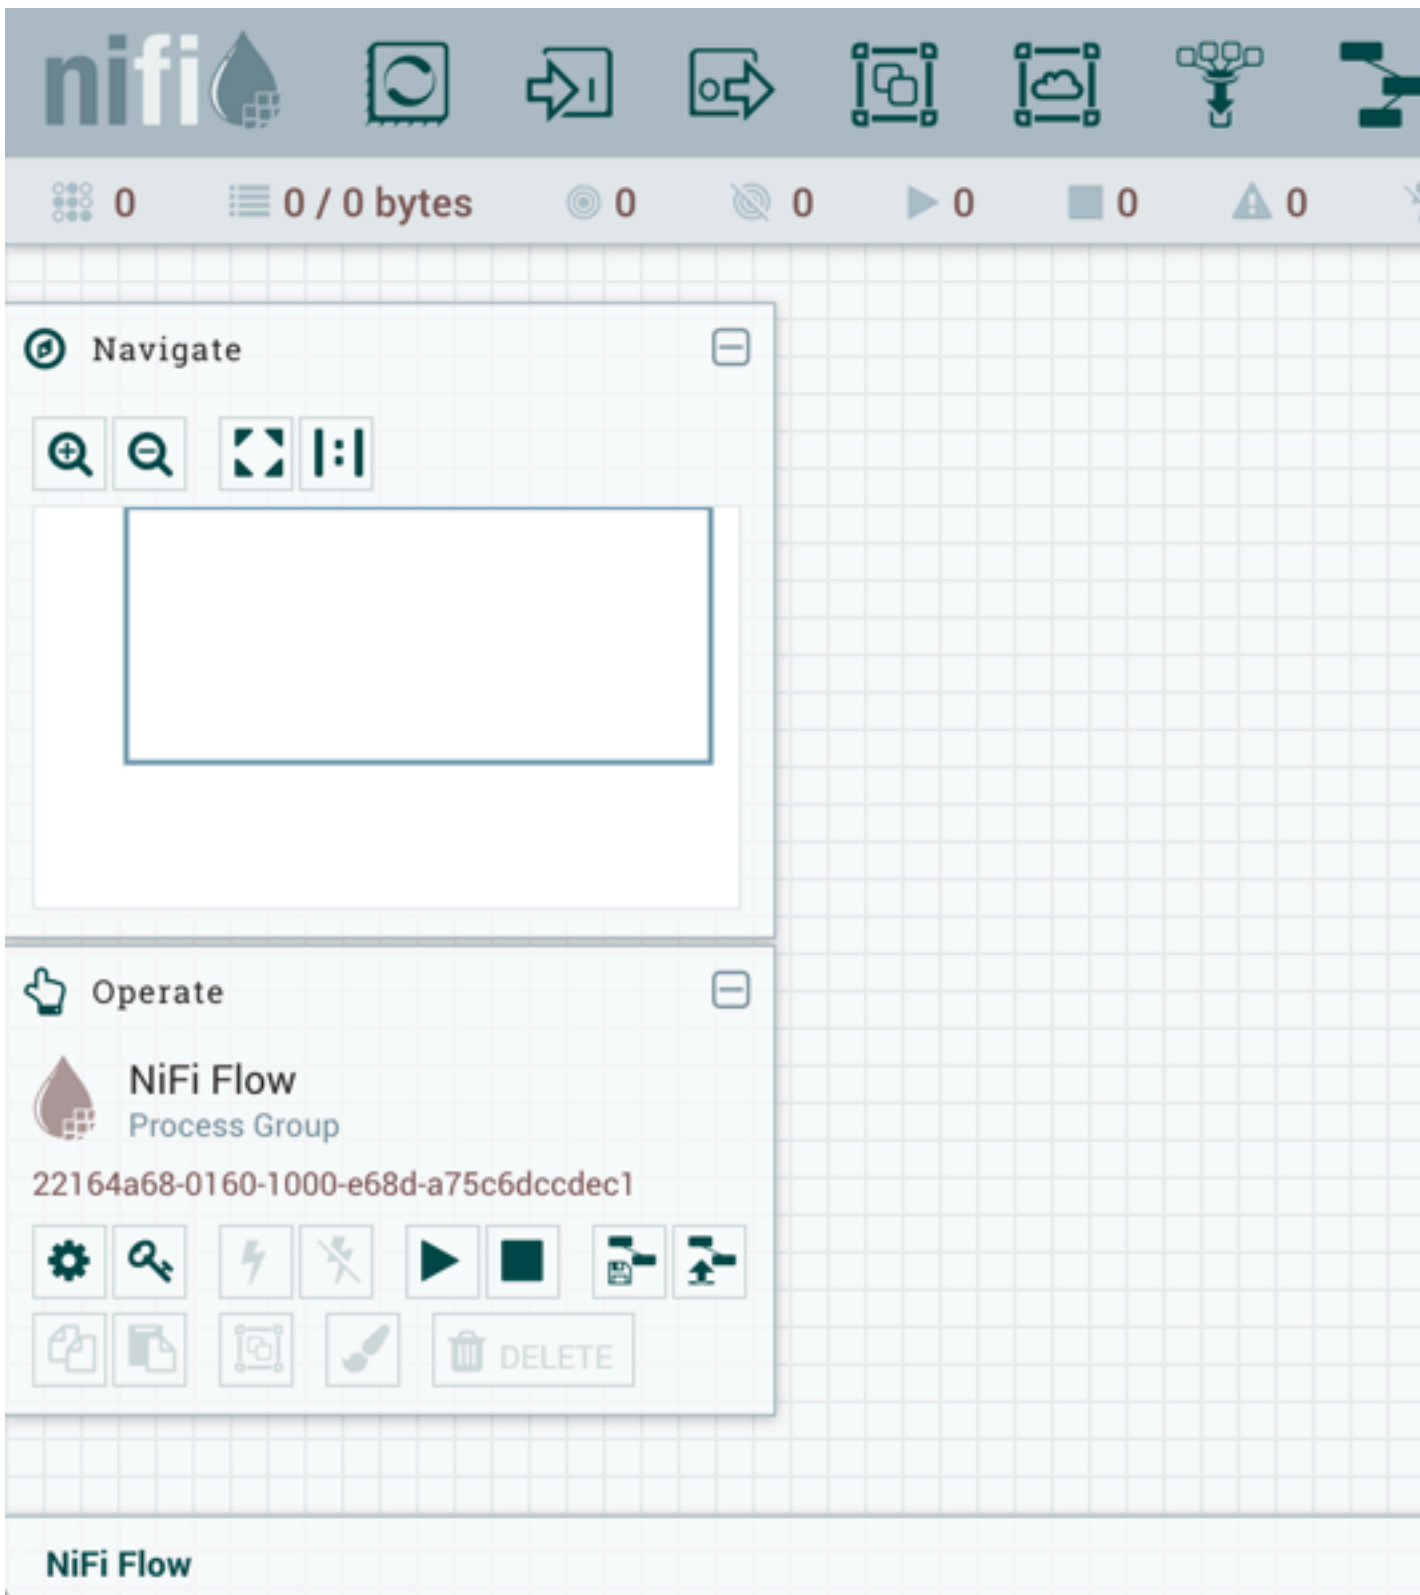 nifi
0 0 / 0 bytes 0 0 0 0 0
Navigate
Operate
NiFi Flow
Process Group
22164a68-0160-1000-e68d-a75c6dccdec1
DELETE
NiFi Flow